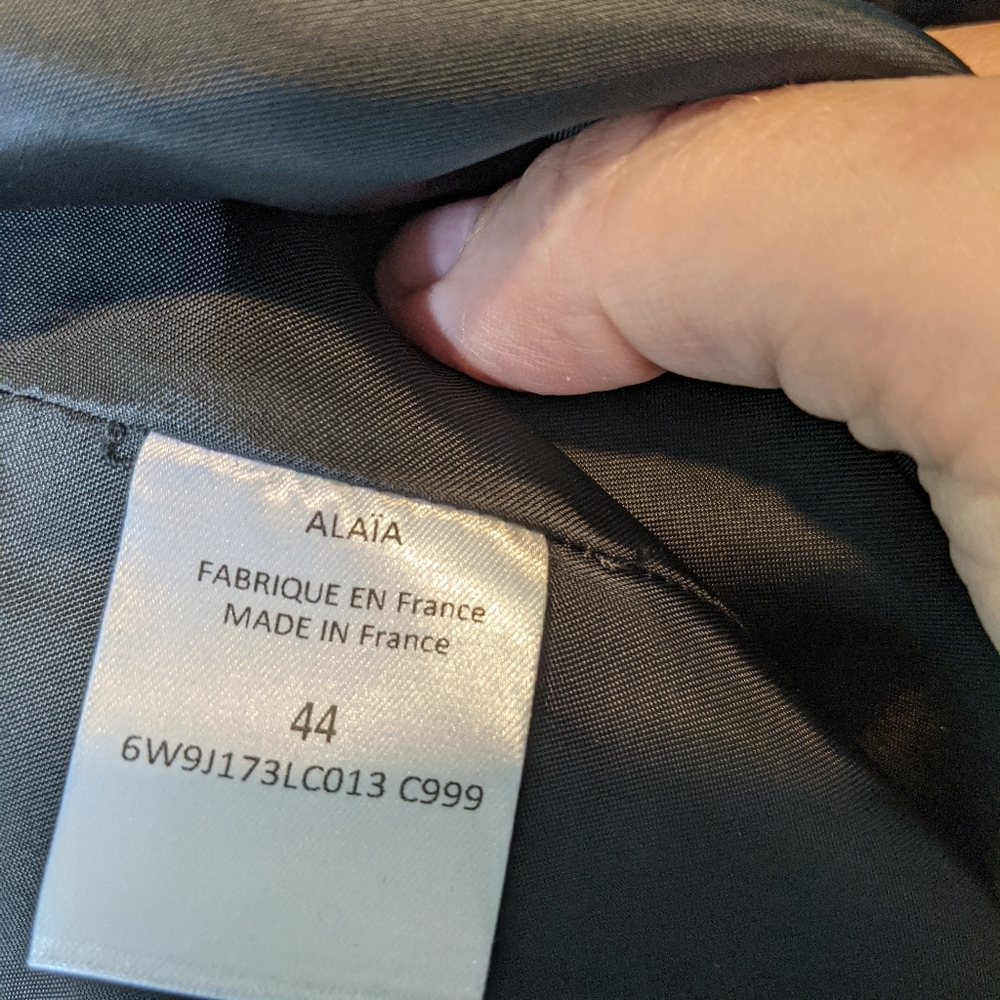 ALAÏA
FABRIQUE EN France
MADE IN France
44
6W9J173LC013 C999